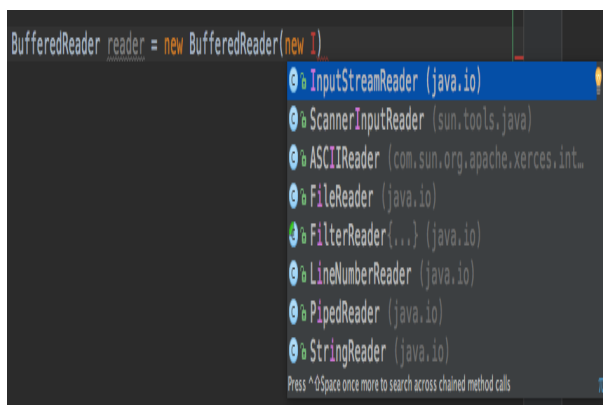 BufferedReader reader = new BufferedReader(new I)
InputStreamReader (java.io)
ScannerInputReader (sun.tools.java)
ASCIIReader (com.sun.org.apache.xerces.int…
FileReader (java.io)
FilterReader{...} (java.io)
LineNumberReader (java.io)
PipedReader (java.io)
StringReader (java.io)
Press ^⇧Space once more to search across chained method calls